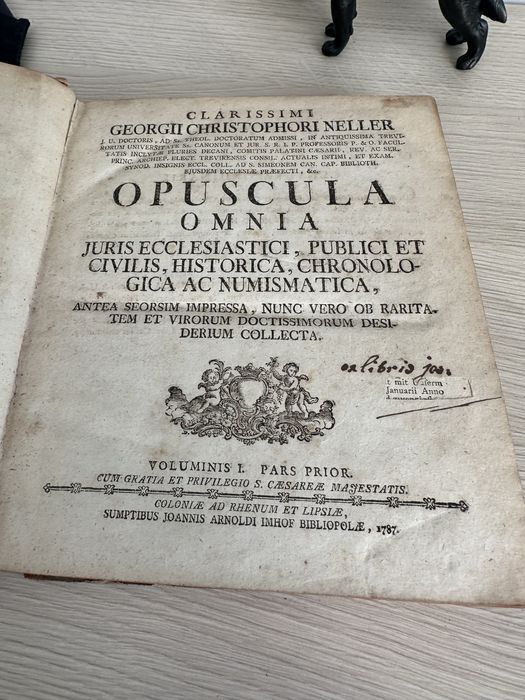 CLARISSIMI
GEORGII CHRISTOPHORI NELLER
J. U. DOCTORIS, AD SS. THEOL. DOCTORATUM ADMISSI, IN ANTIQUISSIMA TREVI-
RORUM UNIVERSITATE SS. CANONUM ET JUR. S. R. I. P. PROFESSORIS P. & O. FACUL-
TATIS INCLYTÆ PLURIES DECANI, COMITIS PALATINI CÆSAREI, REV. AC SER.
PRINC. ARCHIEP. ELECT. TREVIRENSIS CONSIL. ACTUALIS INTIMI, ET EXAM.
SYNOD. INSIGNIS ECCL. COLL. AD S. SIMEONEM CAN. CAP. BIBLIOTH.
EJUSDEM ECCLESIÆ PRÆFECTI, &c.
OPUSCULA
OMNIA
JURIS ECCLESIASTICI, PUBLICI ET
CIVILIS, HISTORICA, CHRONOLO-
GICA AC NUMISMATICA,
ANTEA SEORSIM IMPRESSA, NUNC VERO OB RARITA-
TEM ET VIRORUM DOCTISSIMORUM DESI-
DERIUM COLLECTA.
ex libris jos.
t mit
Januarii Anno
VOLUMINIS I. PARS PRIOR.
CUM GRATIA ET PRIVILEGIO S. CÆSAREÆ MAJESTATIS.
COLONIÆ AD RHENUM ET LIPSIÆ,
SUMPTIBUS JOANNIS ARNOLDI IMHOF BIBLIOPOLÆ, 1787.